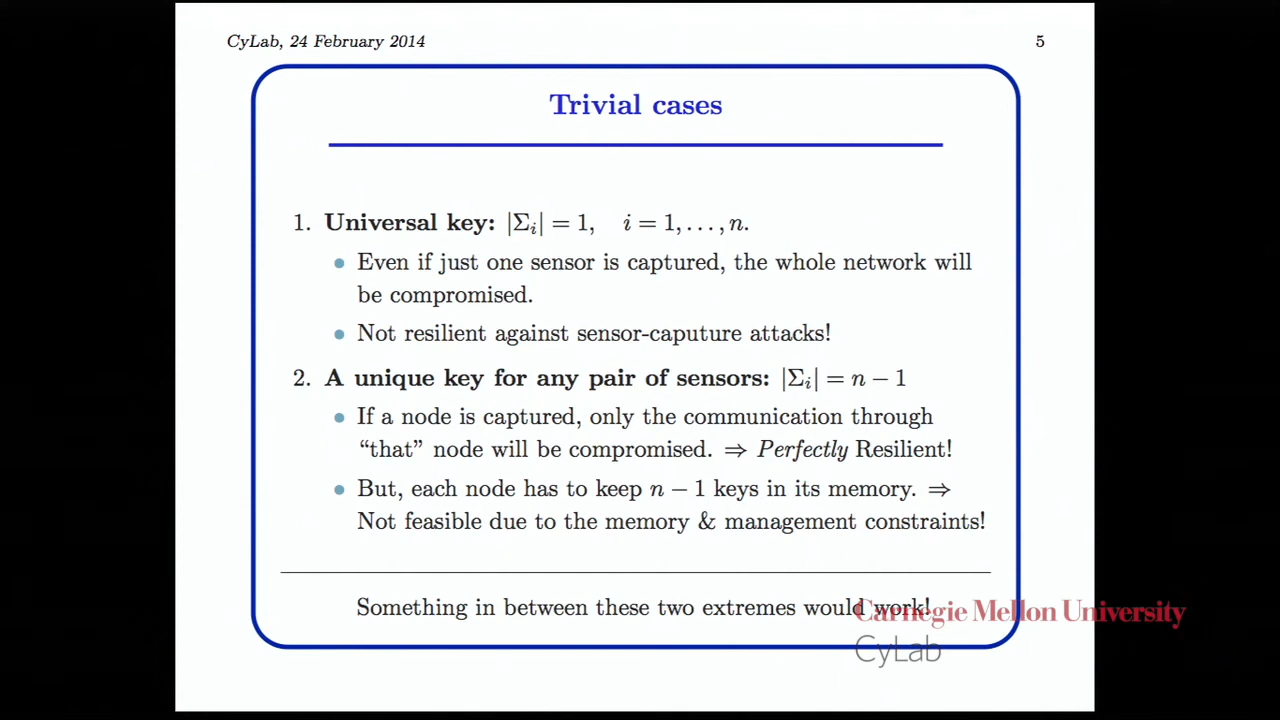 CyLab, 24 February 2014
5
Trivial cases
1. Universal key: |Σᵢ| = 1, i = 1, . . . , n.
Even if just one sensor is captured, the whole network will
be compromised.
Not resilient against sensor-caputure attacks!
2. A unique key for any pair of sensors: |Σᵢ| = n − 1
If a node is captured, only the communication through
“that” node will be compromised. ⇒ Perfectly Resilient!
But, each node has to keep n − 1 keys in its memory. ⇒
Not feasible due to the memory & management constraints!
Something in between these two extremes would work!
Carnegie Mellon University
CyLab